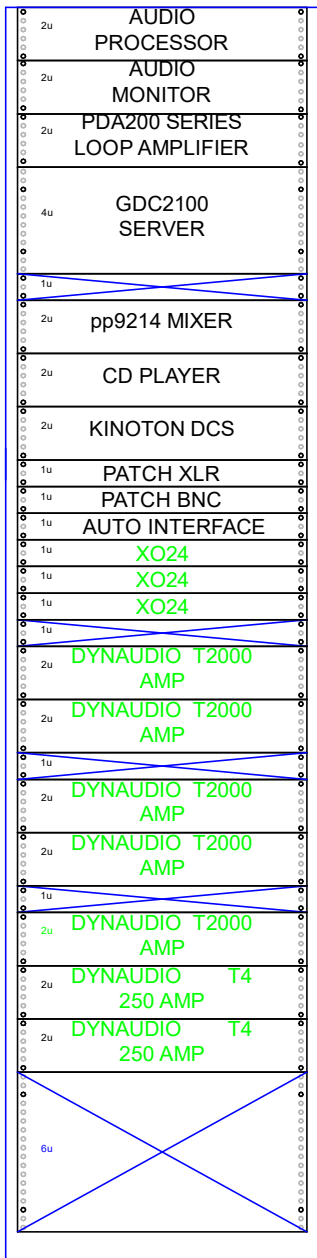 2u AUDIO
PROCESSOR
2u AUDIO
MONITOR
2u PDA200 SERIES
LOOP AMPLIFIER
4u GDC2100
SERVER
1u
2u pp9214 MIXER
2u CD PLAYER
2u KINOTON DCS
1u PATCH XLR
1u PATCH BNC
1u AUTO INTERFACE
1u XO24
1u XO24
1u XO24
1u
2u DYNAUDIO T2000
AMP
2u DYNAUDIO T2000
AMP
1u
2u DYNAUDIO T2000
AMP
2u DYNAUDIO T2000
AMP
1u
2u DYNAUDIO T2000
AMP
2u DYNAUDIO T4
250 AMP
2u DYNAUDIO T4
250 AMP
6u